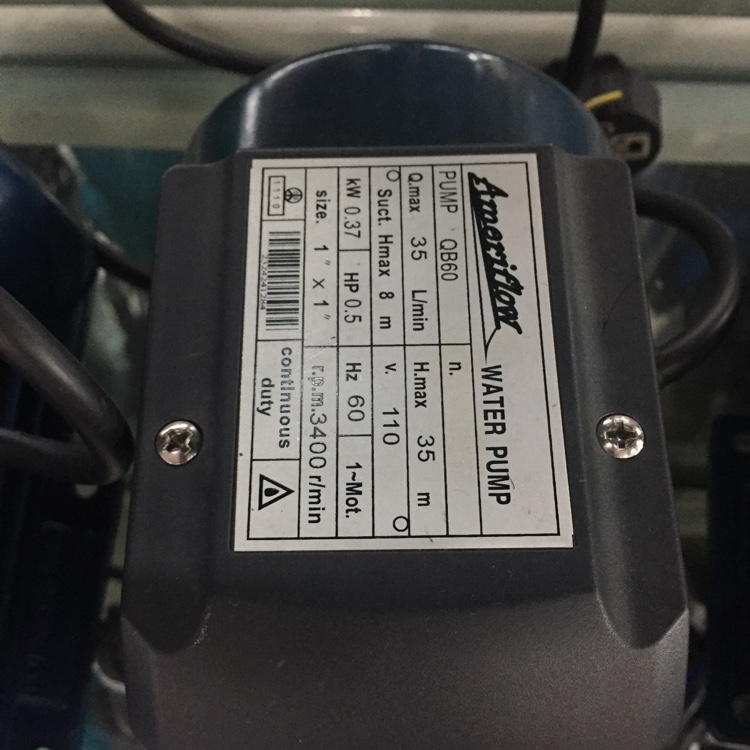 Ameriflow WATER PUMP
PUMP QB60 n.
Q.max 35 L/min H.max 35 m
Suct. Hmax 8 m v. 110
kW 0.37 HP 0.5 Hz 60 1~Mot.
size. 1" X 1" r.p.m.3400 r/min
continuous
duty